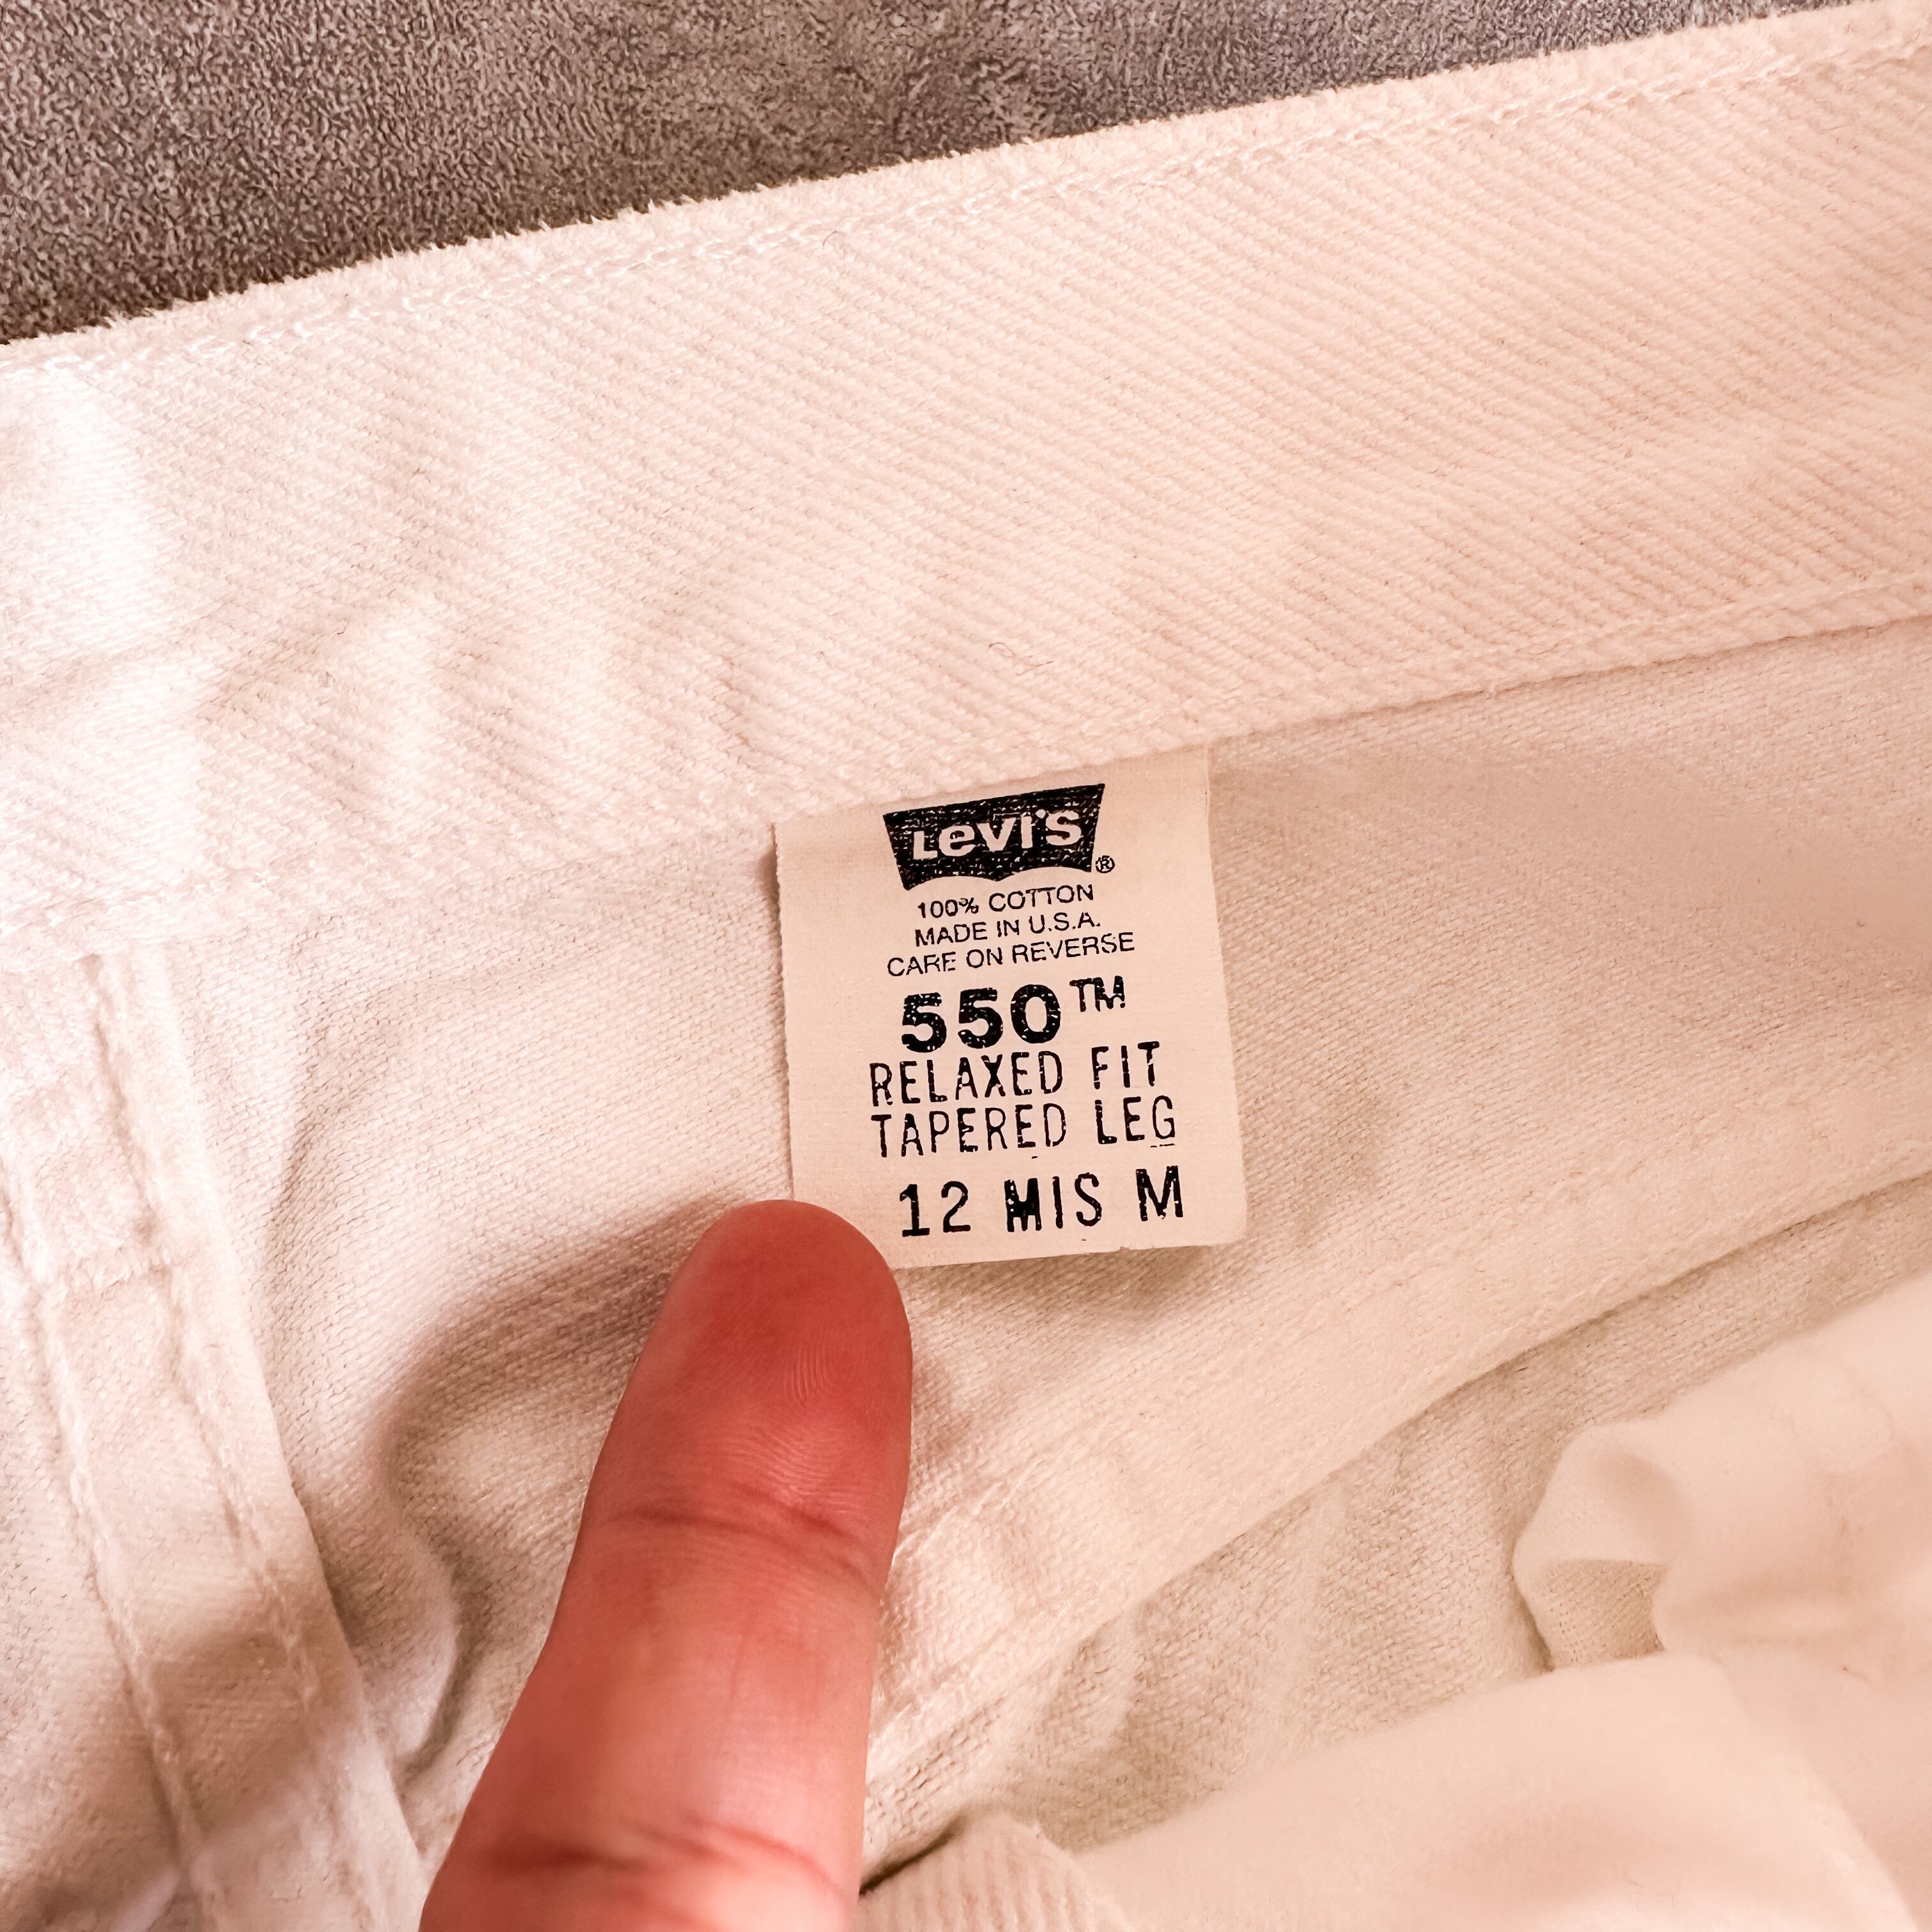 Levi's ®
100% COTTON
MADE IN U.S.A.
CARE ON REVERSE
550™
RELAXED FIT
TAPERED LEG
12 MIS M